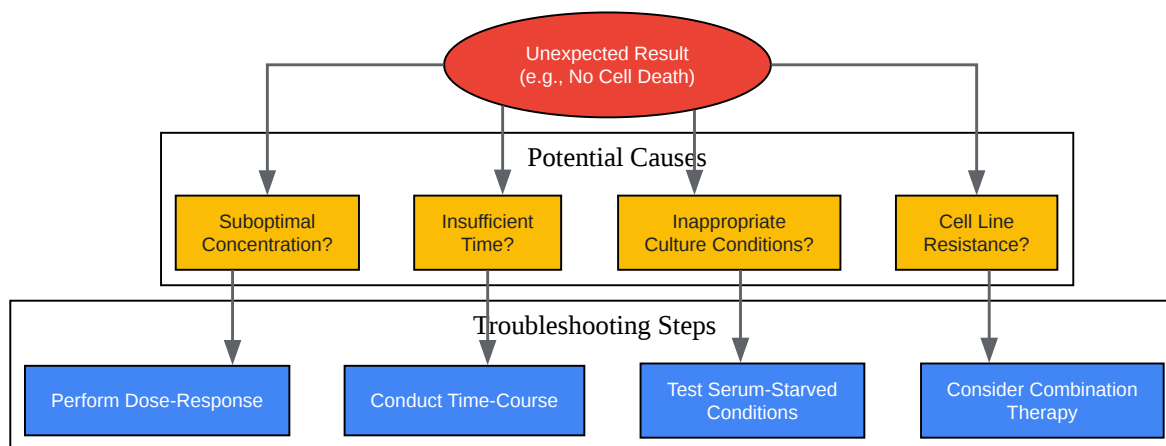 Unexpected Result
(e.g., No Cell Death)
Potential Causes
Suboptimal
Concentration?
Insufficient
Time?
Inappropriate
Culture Conditions?
Cell Line
Resistance?
Troubleshooting Steps
Perform Dose-Response
Conduct Time-Course
Test Serum-Starved
Conditions
Consider Combination
Therapy